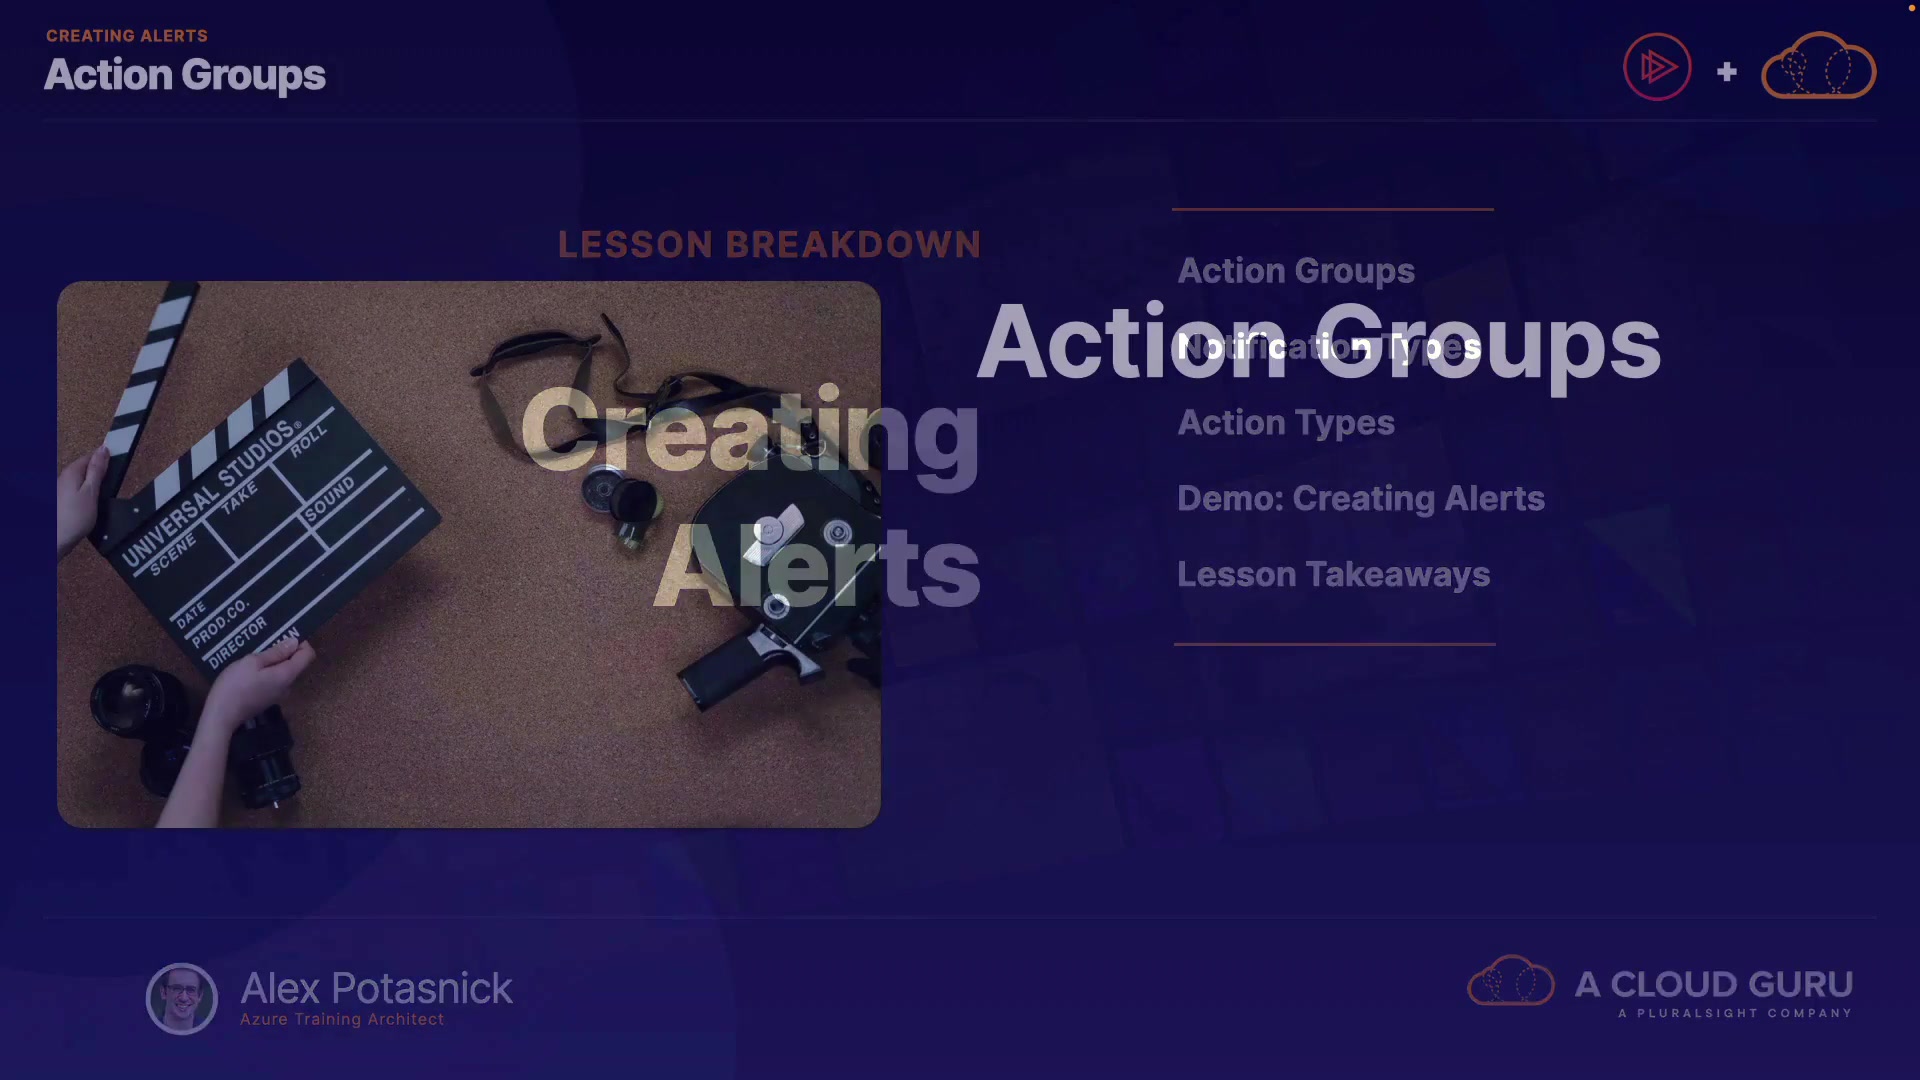 CREATING ALERTS
Action Groups
LESSON BREAKDOWN
Creating
Alerts
Action Groups
Action Groups
Notification Types
Action Types
Demo: Creating Alerts
Lesson Takeaways
UNIVERSAL STUDIOS®
ROLL
SCENE
TAKE
SOUND
DATE
PROD.CO.
DIRECTOR
Alex Potasnick
Azure Training Architect
A CLOUD GURU
A PLURALSIGHT COMPANY